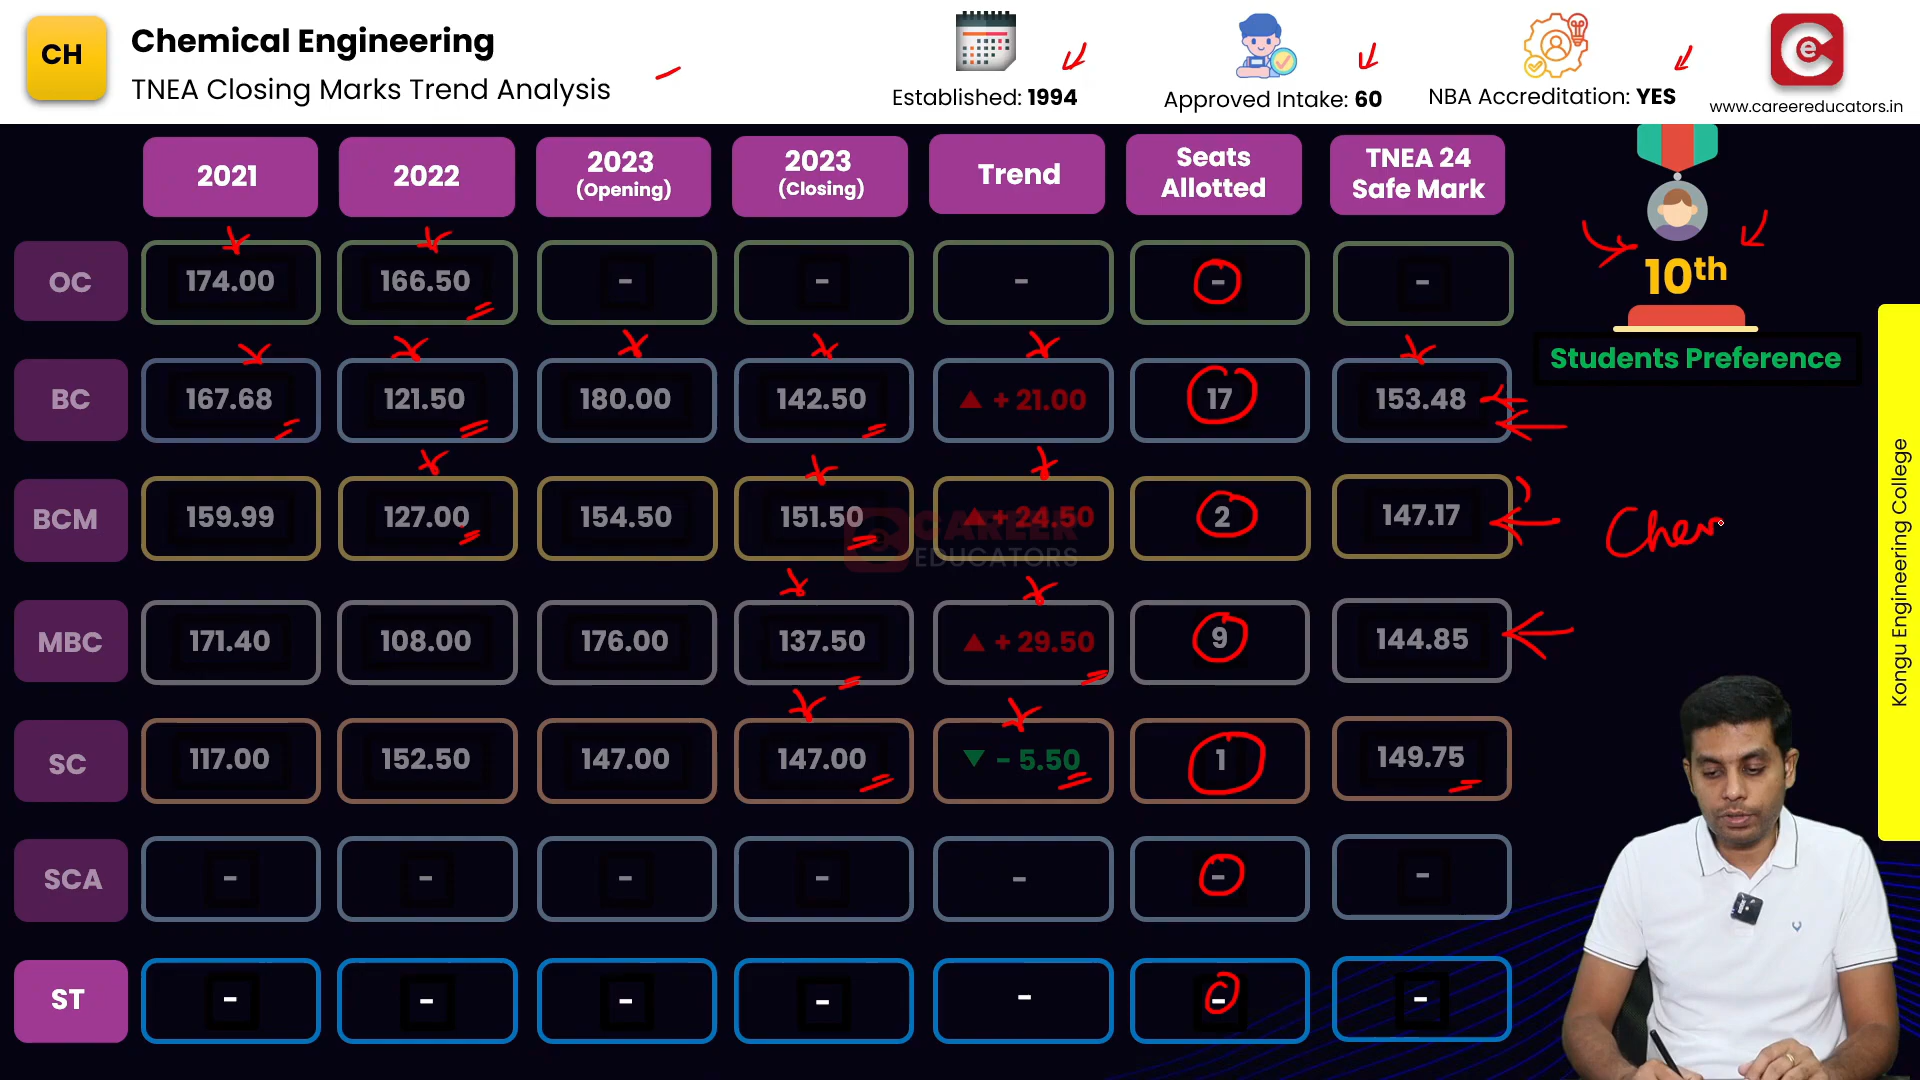 CH
Chemical Engineering
TNEA Closing Marks Trend Analysis
Established: 1994
Approved Intake: 60
NBA Accreditation: YES
e
www.careereducators.in
2021
2022
2023 (Opening)
2023 (Closing)
Trend
Seats Allotted
TNEA 24 Safe Mark
10th
Students Preference
OC
174.00
166.50
-
-
-
-
-
BC
167.68
121.50
180.00
142.50
▲ + 21.00
17
153.48
BCM
159.99
127.00
154.50
151.50
▲ + 24.50
2
147.17
CAREER
EDUCATORS
Chem
MBC
171.40
108.00
176.00
137.50
▲ + 29.50
9
144.85
SC
117.00
152.50
147.00
147.00
▼ - 5.50
1
149.75
SCA
-
-
-
-
-
-
-
ST
-
-
-
-
-
-
-
Kongu Engineering College